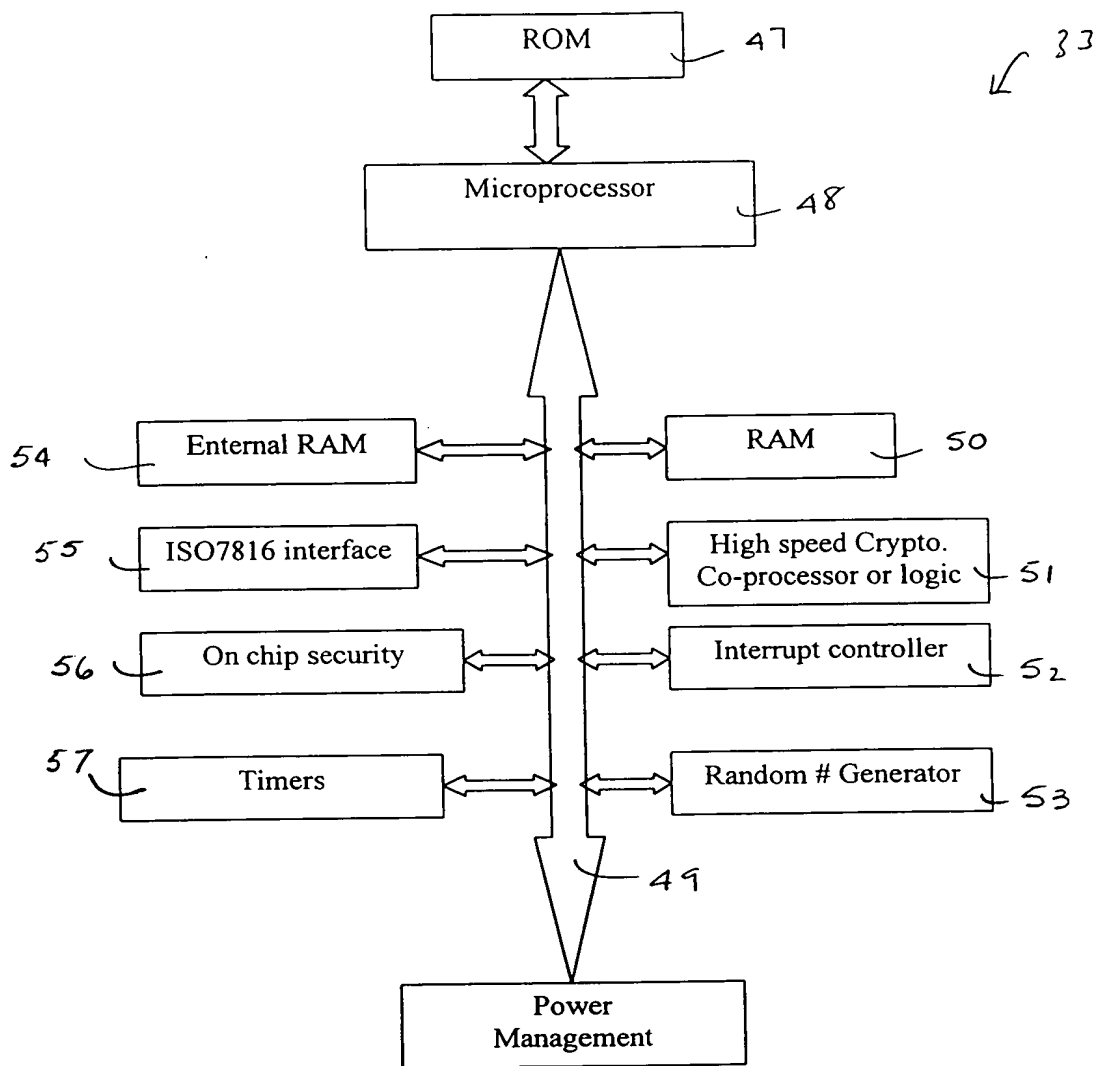 ROM
47
33
Microprocessor
48
Enternal RAM
54
RAM
50
ISO7816 interface
55
High speed Crypto.
Co-processor or logic
51
On chip security
56
Interrupt controller
52
Timers
57
Random # Generator
53
49
Power
Management